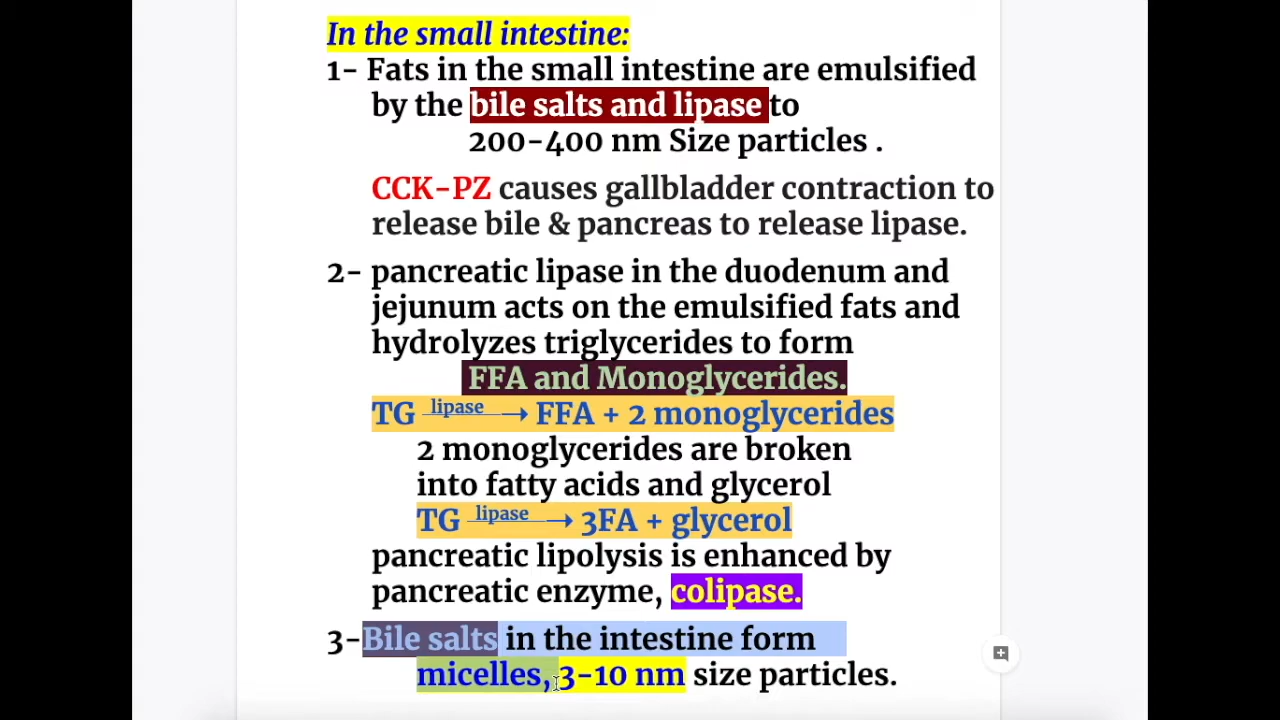 In the small intestine:
1- Fats in the small intestine are emulsified
by the bile salts and lipase to
200-400 nm Size particles .
CCK-PZ causes gallbladder contraction to
release bile & pancreas to release lipase.
2- pancreatic lipase in the duodenum and
jejunum acts on the emulsified fats and
hydrolyzes triglycerides to form
FFA and Monoglycerides.
TG lipase → FFA + 2 monoglycerides
2 monoglycerides are broken
into fatty acids and glycerol
TG lipase → 3FA + glycerol
pancreatic lipolysis is enhanced by
pancreatic enzyme, colipase.
3-Bile salts in the intestine form
micelles, 3-10 nm size particles.